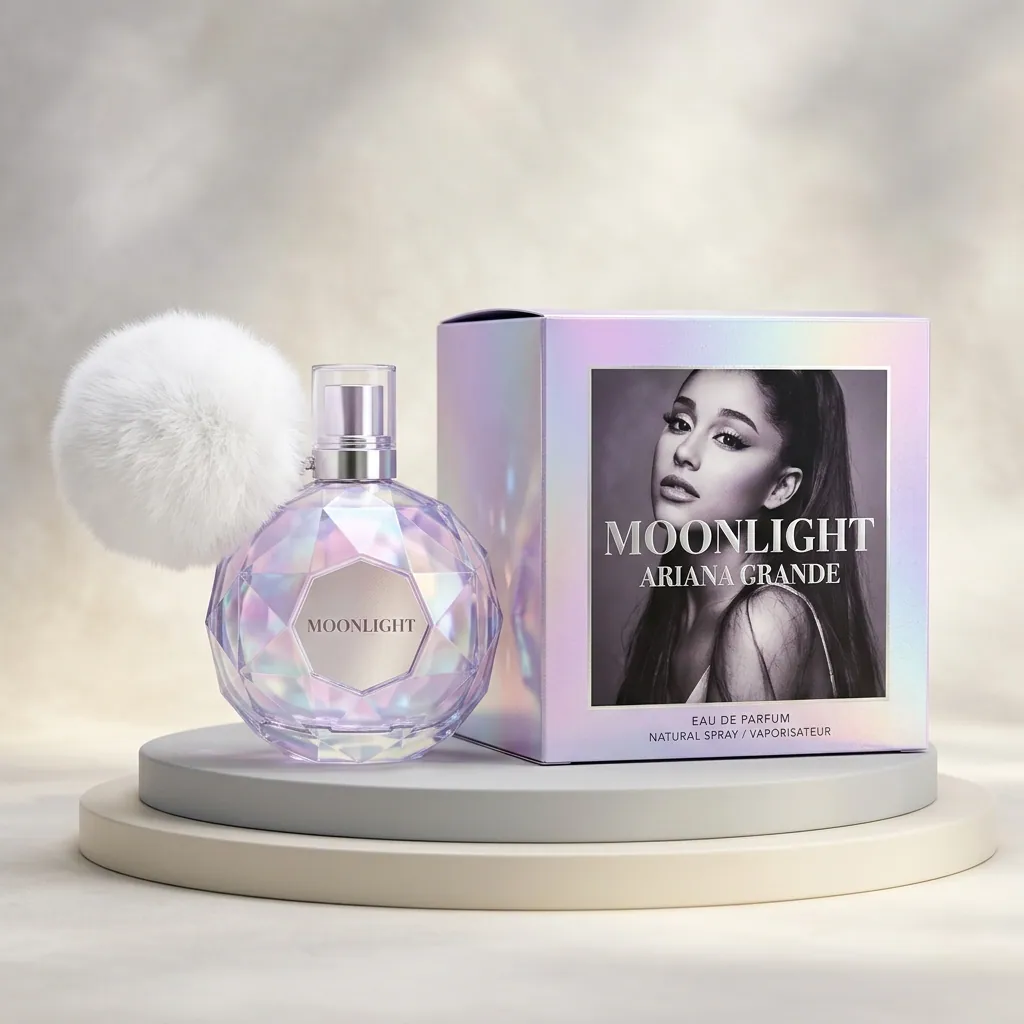 MOONLIGHT
MOONLIGHT
ARIANA GRANDE
EAU DE PARFUM
NATURAL SPRAY / VAPORISATEUR